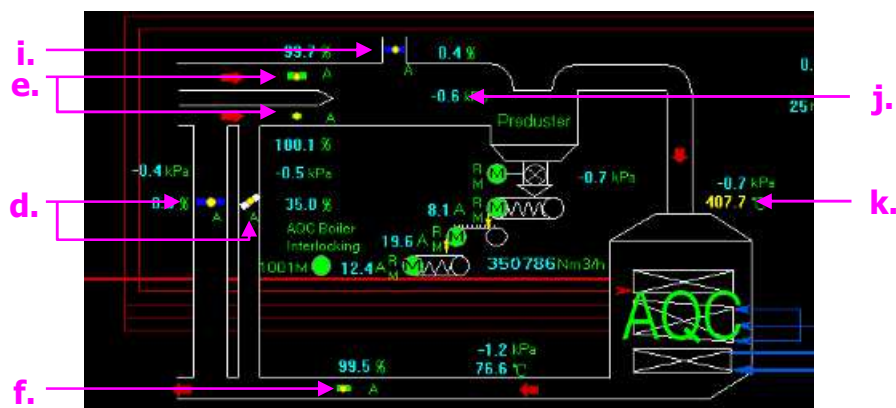 i.
99.7 %
A
0.4 %
0.
e.
A
-0.6 kPa
j.
25
Preduster
100.1 %
-0.4 kPa
-0.5 kPa
R
M
M
-0.7 kPa
-0.7 kPa
d.
%
A
35.0 %
A
8.1 A
R
M
M
407.7 ℃
k.
AQC Boiler
Interlocking
19.6 A
R
M
M
1001M
12.4 A
R
M
M
350786 Nm3/h
AQC
-1.2 kPa
99.5 %
76.6 ℃
f.
A